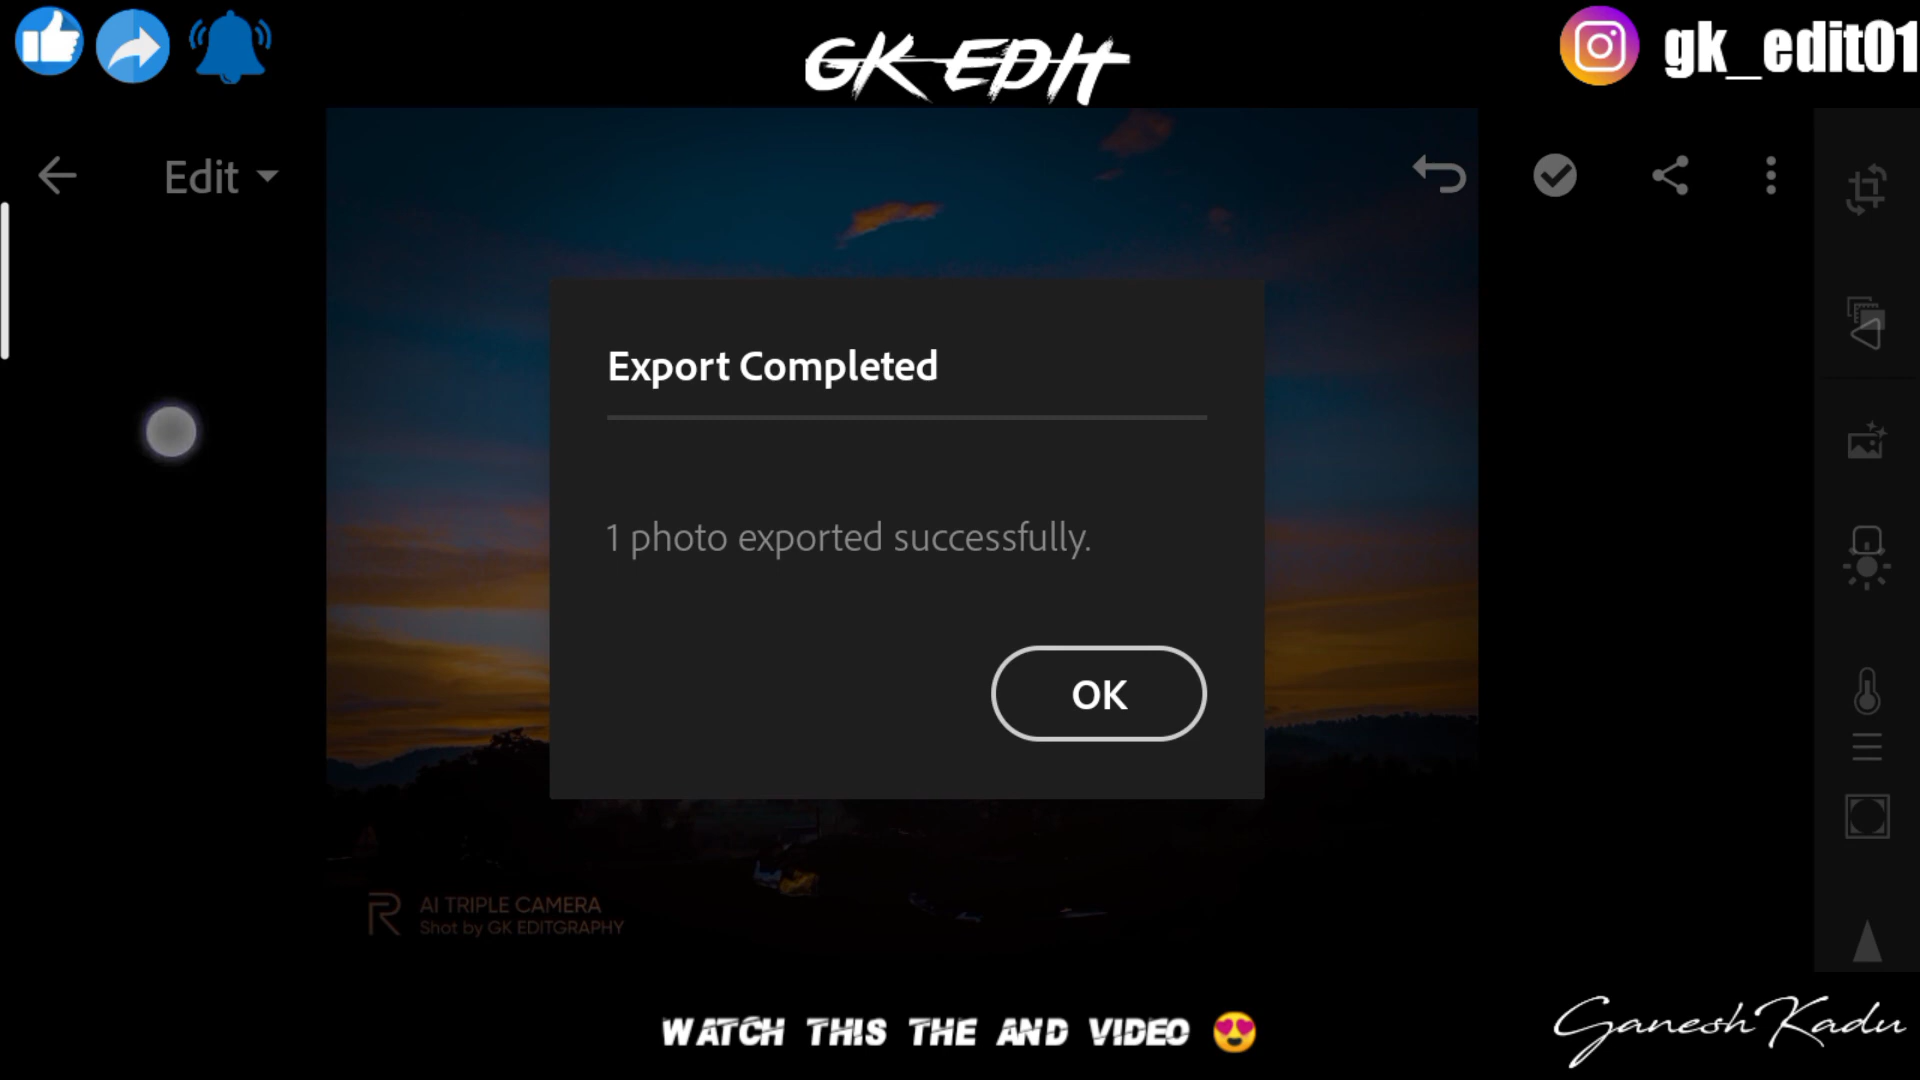 GK EDIT
gk_edit01
Edit
Export Completed
1 photo exported successfully.
OK
R AI TRIPLE CAMERA
Shot by GK EDITGRAPHY
WATCH THIS THE AND VIDEO 😍
Ganesh Kadu